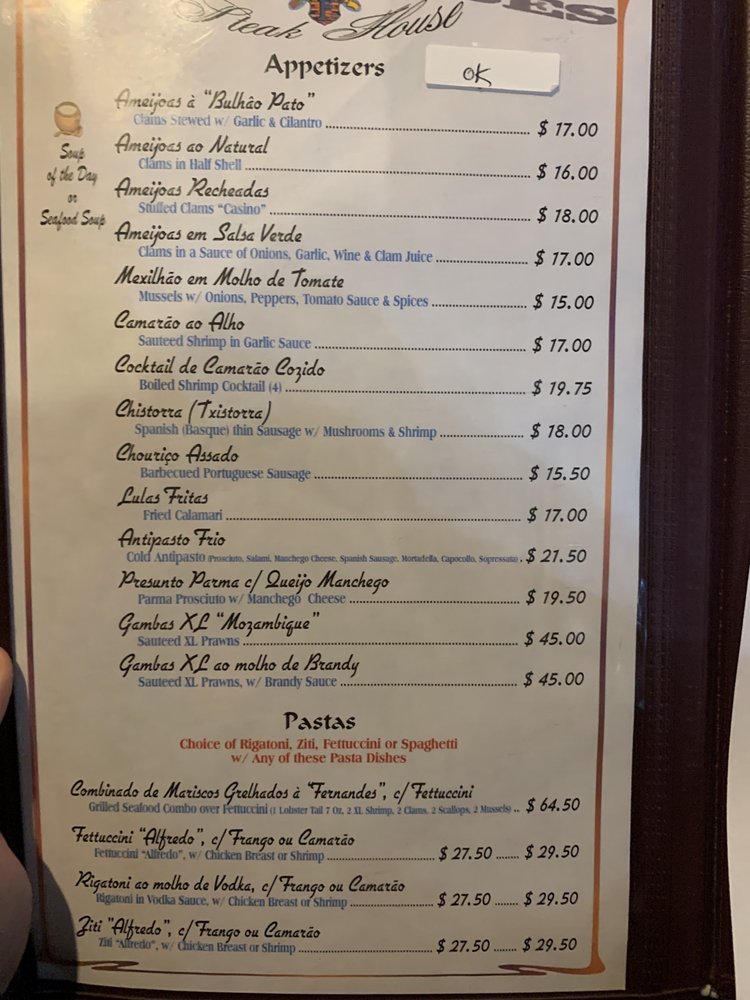 Steak House
OK
Appetizers
Soup
of the Day
or
Seafood Soup
Ameijoas à "Bulhâo Pato"
Clams Stewed w/ Garlic & Cilantro $ 17.00
Ameijoas ao Natural
Clams in Half Shell $ 16.00
Ameijoas Recheadas
Stuffed Clams "Casino" $ 18.00
Ameijoas em Salsa Verde
Clams in a Sauce of Onions, Garlic, Wine & Clam Juice $ 17.00
Mexilhão em Molho de Tomate
Mussels w/ Onions, Peppers, Tomato Sauce & Spices $ 15.00
Camarão ao Alho
Sauteed Shrimp in Garlic Sauce $ 17.00
Cocktail de Camarão Cozido
Boiled Shrimp Cocktail (4) $ 19.75
Chistorra (Txistorra)
Spanish (Basque) thin Sausage w/ Mushrooms & Shrimp $ 18.00
Chouriço Assado
Barbecued Portuguese Sausage $ 15.50
Lulas Fritas
Fried Calamari $ 17.00
Antipasto Frio
Cold Antipasto (Prosciuto, Salami, Manchego Cheese, Spanish Sausage, Mortadella, Capocollo, Sopressata) $ 21.50
Presunto Parma c/ Queijo Manchego
Parma Prosciuto w/ Manchego Cheese $ 19.50
Gambas XL "Mozambique"
Sauteed XL Prawns $ 45.00
Gambas XL ao molho de Brandy
Sauteed XL Prawns, w/ Brandy Sauce $ 45.00
Pastas
Choice of Rigatoni, Ziti, Fettuccini or Spaghetti
w/ Any of these Pasta Dishes
Combinado de Mariscos Grelhados à "Fernandes", c/ Fettuccini
Grilled Seafood Combo over Fettuccini (1 Lobster Tail 7 Oz, 2 XL Shrimp, 2 Clams, 2 Scallops, 2 Mussels) .. $ 64.50
Fettuccini "Alfredo", c/ Frango ou Camarão
Fettuccini "Alfredo", w/ Chicken Breast or Shrimp $ 27.50 ....... $ 29.50
Rigatoni ao molho de Vodka, c/ Frango ou Camarão
Rigatoni in Vodka Sauce, w/ Chicken Breast or Shrimp $ 27.50 ....... $ 29.50
Ziti "Alfredo", c/ Frango ou Camarão
Ziti "Alfredo", w/ Chicken Breast or Shrimp $ 27.50 ....... $ 29.50